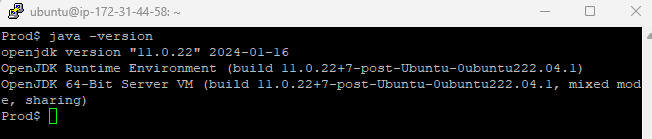 ubuntu@ip-172-31-44-58: ~
Prod$ java -version
openjdk version "11.0.22" 2024-01-16
OpenJDK Runtime Environment (build 11.0.22+7-post-Ubuntu-0ubuntu222.04.1)
OpenJDK 64-Bit Server VM (build 11.0.22+7-post-Ubuntu-0ubuntu222.04.1, mixed mod
e, sharing)
Prod$